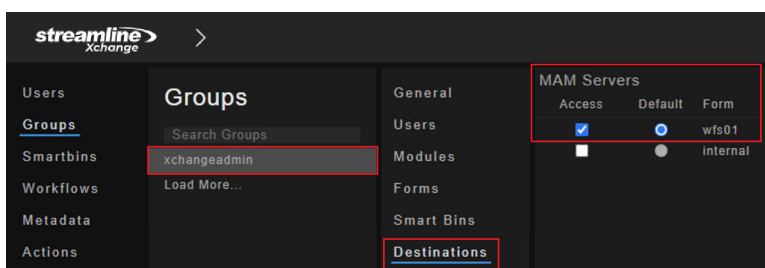 streamline
Xchange
>
Users
Groups
Smartbins
Workflows
Metadata
Actions
Groups
Search Groups
xchangeadmin
Load More...
General
Users
Modules
Forms
Smart Bins
Destinations
MAM Servers
Access Default Form
wfs01
internal